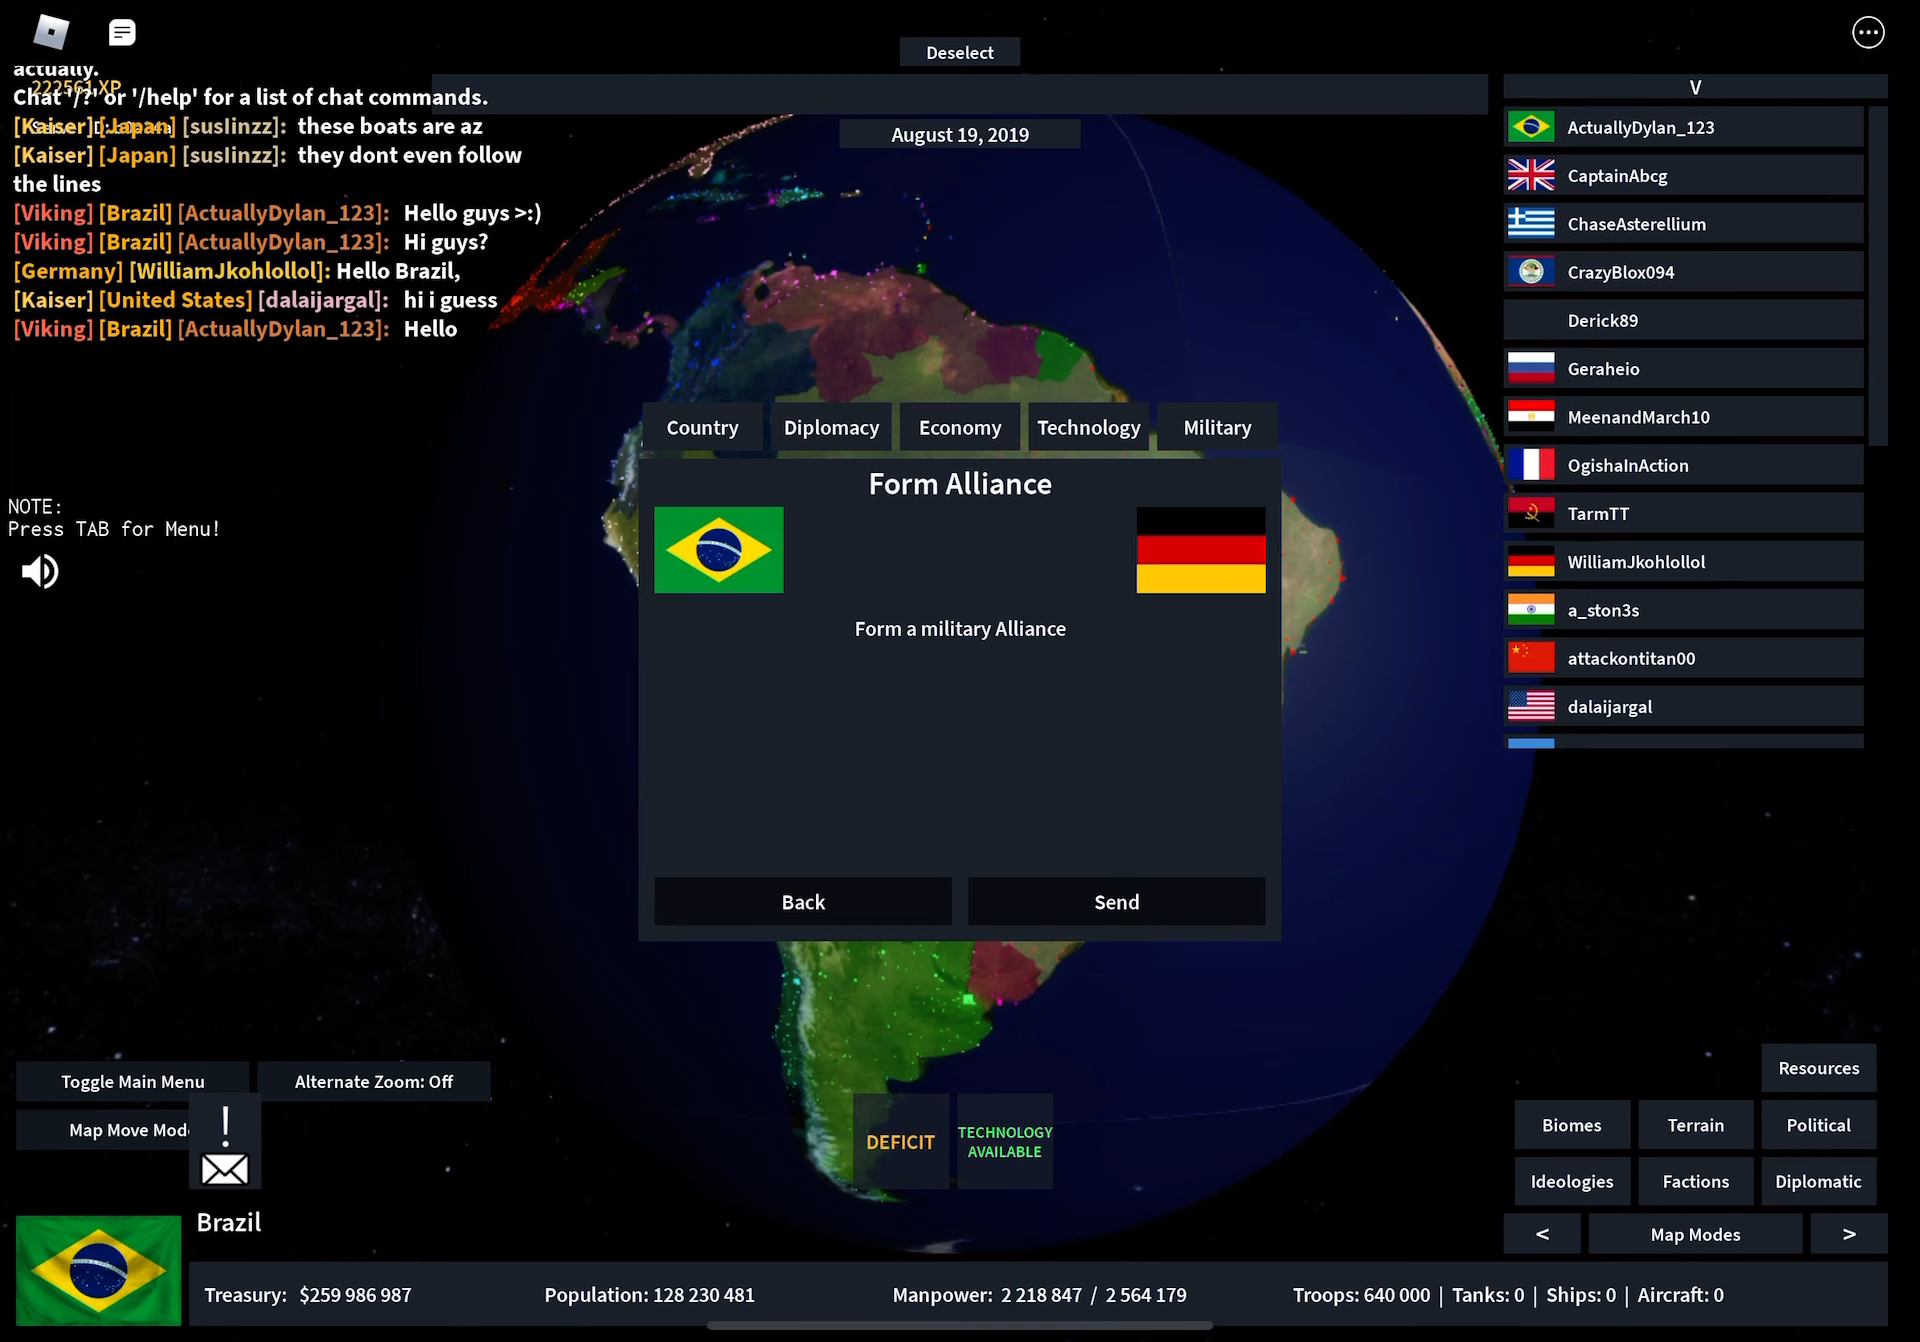 Deselect
actually.
222561 XP
Chat '/?' or '/help' for a list of chat commands.
[Kaiser] [Japan] [susIinzz]: these boats are az
[Kaiser] [Japan] [susIinzz]: they dont even follow
the lines
[Viking] [Brazil] [ActuallyDylan_123]: Hello guys >:)
[Viking] [Brazil] [ActuallyDylan_123]: Hi guys?
[Germany] [WilliamJkohlollol]: Hello Brazil,
[Kaiser] [United States] [dalaijargal]: hi i guess
[Viking] [Brazil] [ActuallyDylan_123]: Hello
August 19, 2019
V
ActuallyDylan_123
CaptainAbcg
ChaseAsterellium
CrazyBlox094
Derick89
Geraheio
MeenandMarch10
OgishaInAction
TarmTT
WilliamJkohlollol
a_ston3s
attackontitan00
dalaijargal
NOTE:
Press TAB for Menu!
Country
Diplomacy
Economy
Technology
Military
Form Alliance
Form a military Alliance
Back
Send
Toggle Main Menu
Alternate Zoom: Off
Map Move Mod
!
DEFICIT
TECHNOLOGY
AVAILABLE
Resources
Biomes
Terrain
Political
Ideologies
Factions
Diplomatic
<
Map Modes
>
Brazil
Treasury: $259 986 987
Population: 128 230 481
Manpower: 2 218 847 / 2 564 179
Troops: 640 000 | Tanks: 0 | Ships: 0 | Aircraft: 0